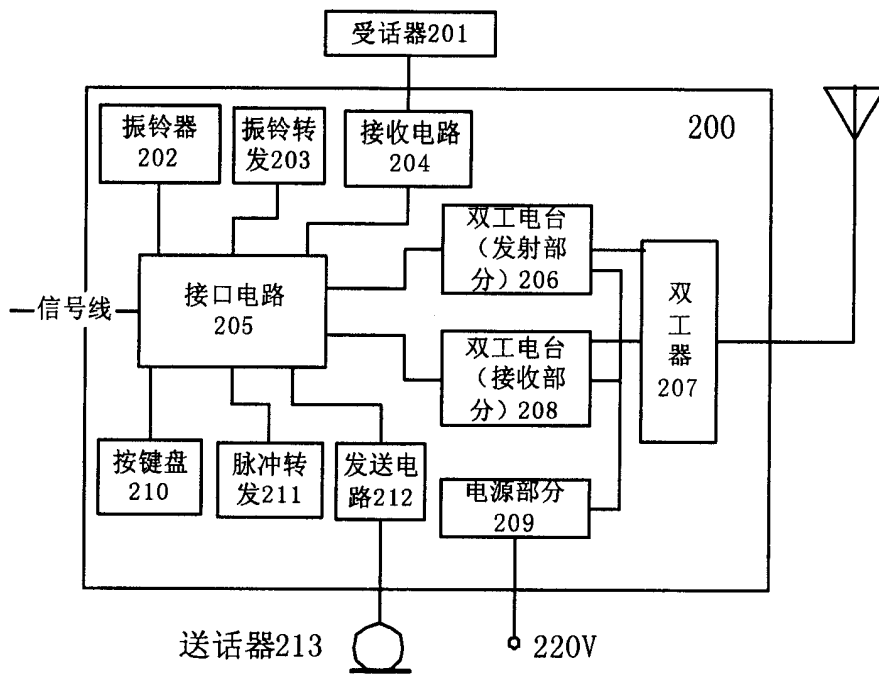 受话器201
振铃器
202
振铃转
发203
接收电路
204
200
双工电台
（发射部
分）206
信号线
接口电路
205
双工电台
（接收部
分）208
双
工
器
207
按键盘
210
脉冲转
发211
发送电
路212
电源部分
209
送话器213
220V